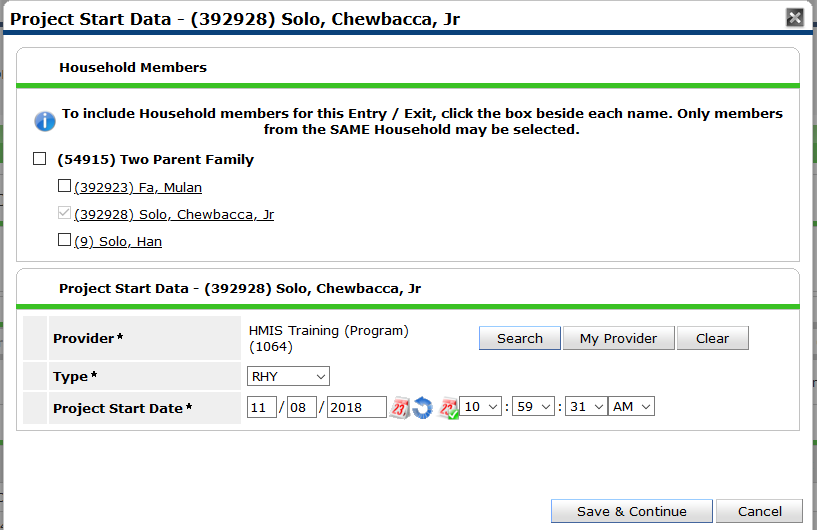 Project Start Data - (392928) Solo, Chewbacca, Jr
Household Members
To include Household members for this Entry / Exit, click the box beside each name. Only members
from the SAME Household may be selected.
(54915) Two Parent Family
(392923) Fa, Mulan
(392928) Solo, Chewbacca, Jr
(9) Solo, Han
Project Start Data - (392928) Solo, Chewbacca, Jr
Provider* HMIS Training (Program) (1064) Search My Provider Clear
Type* RHY
Project Start Date* 11 / 08 / 2018 23 23 10 : 59 : 31 AM
Save & Continue Cancel